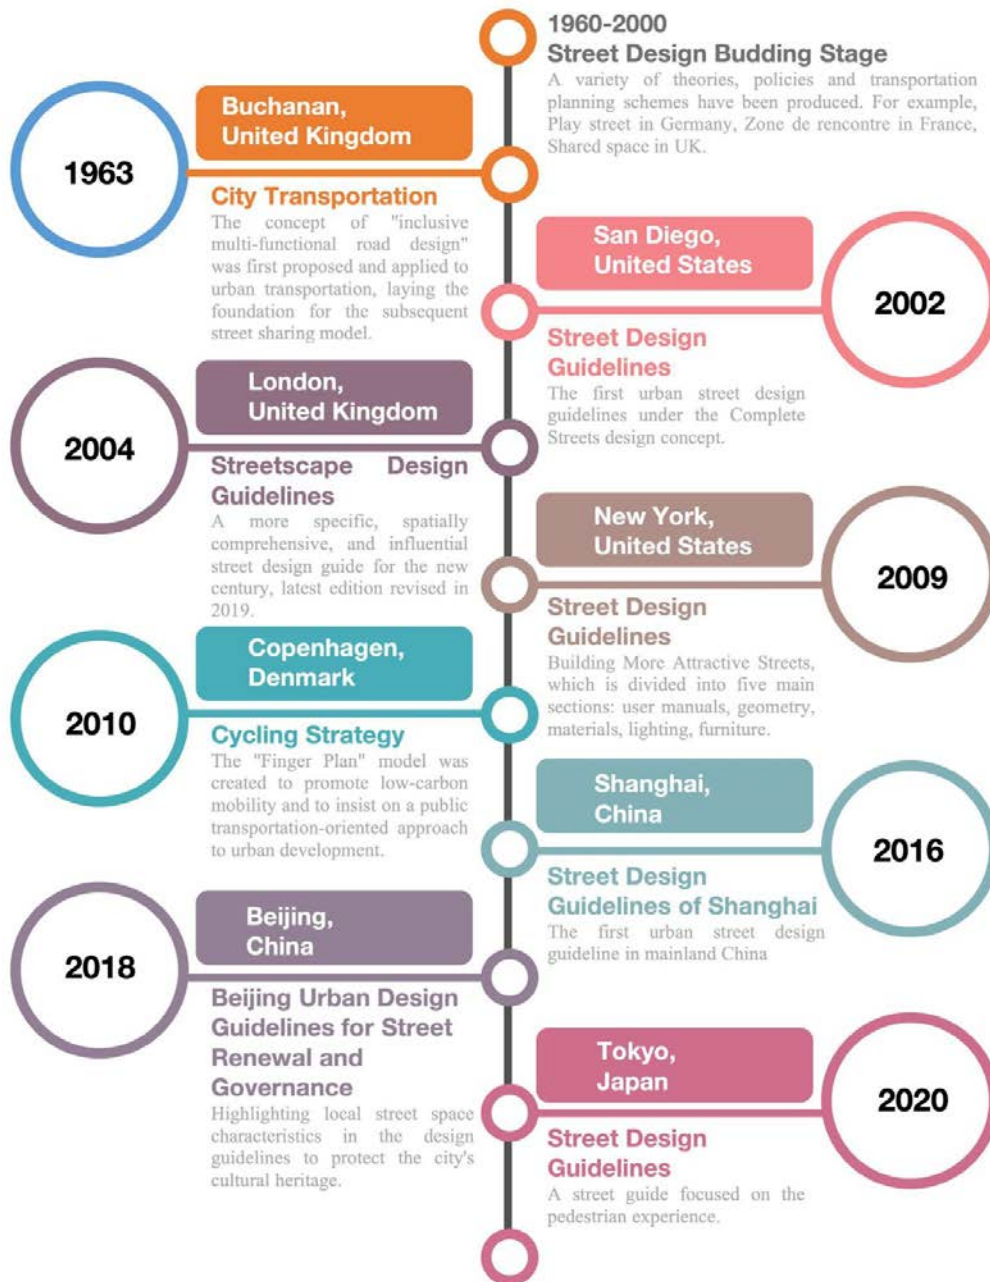 1960-2000
Street Design Budding Stage
A variety of theories, policies and transportation
planning schemes have been produced. For example,
Play street in Germany, Zone de rencontre in France,
Shared space in UK.
1963
Buchanan,
United Kingdom
City Transportation
The concept of "inclusive
multi-functional road design"
was first proposed and applied to
urban transportation, laying the
foundation for the subsequent
street sharing model.
San Diego,
United States
2002
Street Design
Guidelines
The first urban street design
guidelines under the Complete
Streets design concept.
2004
London,
United Kingdom
Streetscape Design
Guidelines
A more specific, spatially
comprehensive, and influential
street design guide for the new
century, latest edition revised in
2019.
New York,
United States
2009
Street Design
Guidelines
Building More Attractive Streets,
which is divided into five main
sections: user manuals, geometry,
materials, lighting, furniture.
2010
Copenhagen,
Denmark
Cycling Strategy
The "Finger Plan" model was
created to promote low-carbon
mobility and to insist on a public
transportation-oriented approach
to urban development.
Shanghai,
China
2016
Street Design
Guidelines of Shanghai
The first urban street design
guideline in mainland China
2018
Beijing,
China
Beijing Urban Design
Guidelines for Street
Renewal and
Governance
Highlighting local street space
characteristics in the design
guidelines to protect the city's
cultural heritage.
Tokyo,
Japan
2020
Street Design
Guidelines
A street guide focused on the
pedestrian experience.